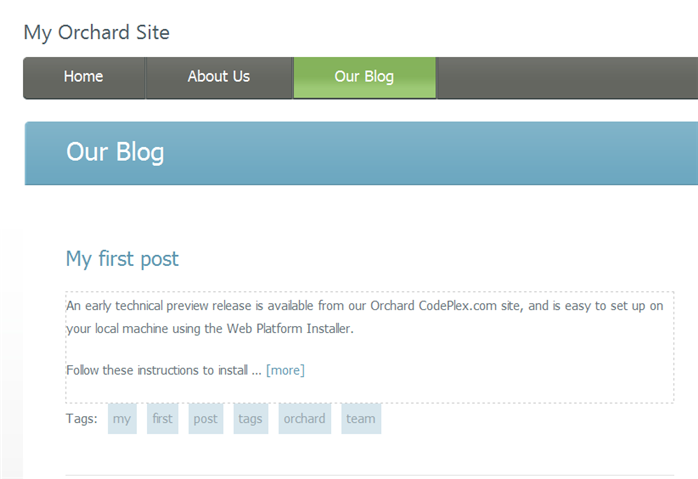 My Orchard Site
Home About Us Our Blog
Our Blog
My first post
An early technical preview release is available from our Orchard CodePlex.com site, and is easy to set up on
your local machine using the Web Platform Installer.
Follow these instructions to install ... [more]
Tags: my first post tags orchard team